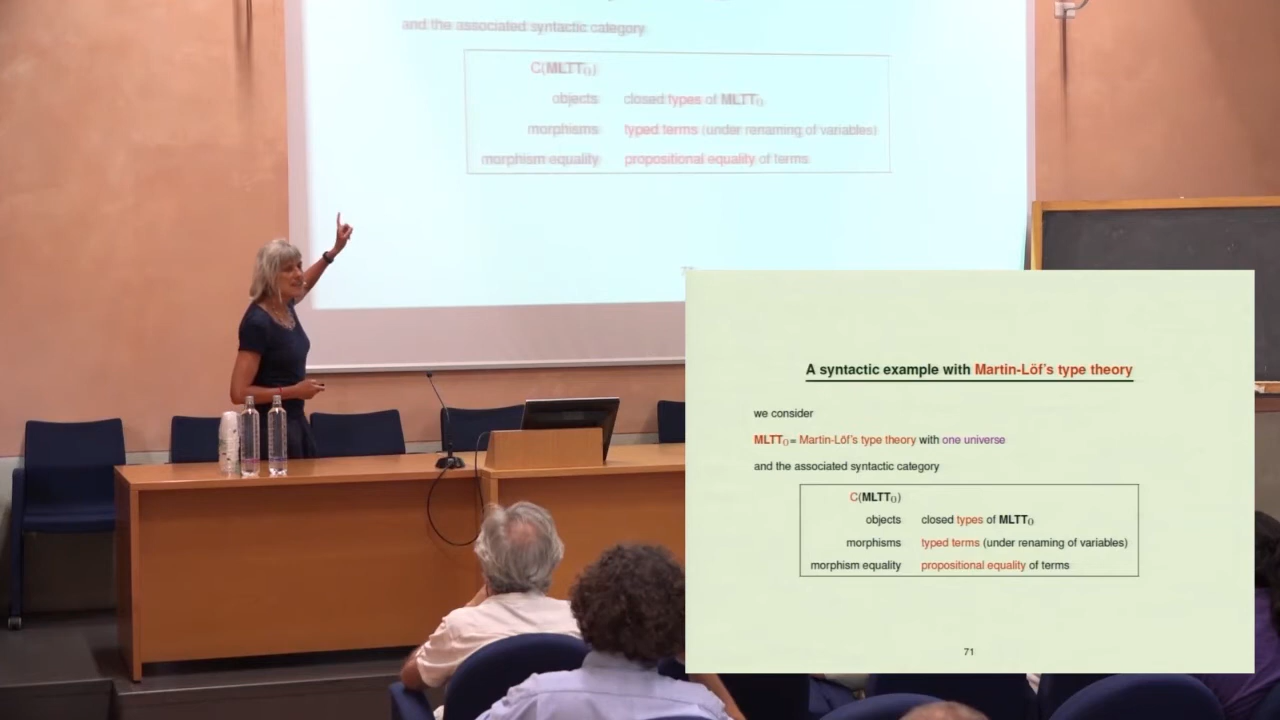 and the associated syntactic category
C(MLTT₀)
objects closed types of MLTT₀
morphisms typed terms (under renaming of variables)
morphism equality propositional equality of terms
A syntactic example with Martin-Löf's type theory
we consider
MLTT₀= Martin-Löf's type theory with one universe
and the associated syntactic category
C(MLTT₀)
objects closed types of MLTT₀
morphisms typed terms (under renaming of variables)
morphism equality propositional equality of terms
71